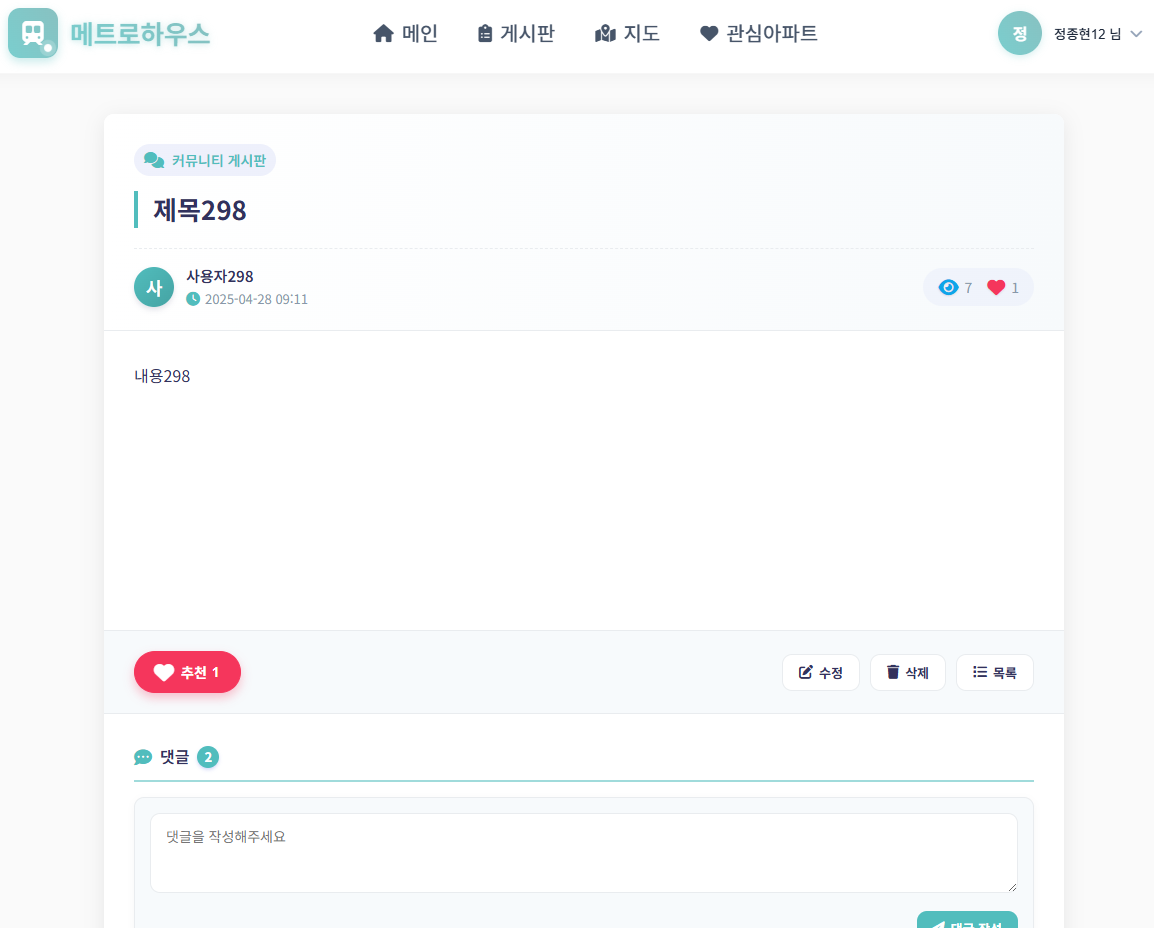 메트로하우스
메인 게시판 지도 관심아파트
정 정종현12 님
커뮤니티 게시판
제목298
사 사용자298
2025-04-28 09:11
7 1
내용298
추천 1
수정 삭제 목록
댓글 2
댓글을 작성해주세요
댓글 작성